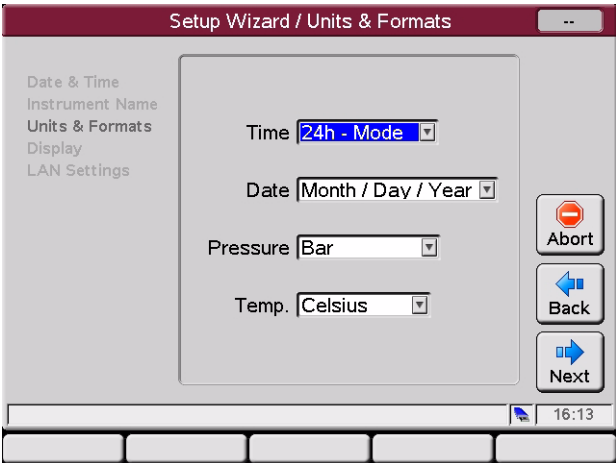 Setup Wizard / Units & Formats
--
Date & Time
Instrument Name
Units & Formats
Display
LAN Settings
Time 24h - Mode
Date Month / Day / Year
Pressure Bar
Temp. Celsius
Abort
Back
Next
16:13